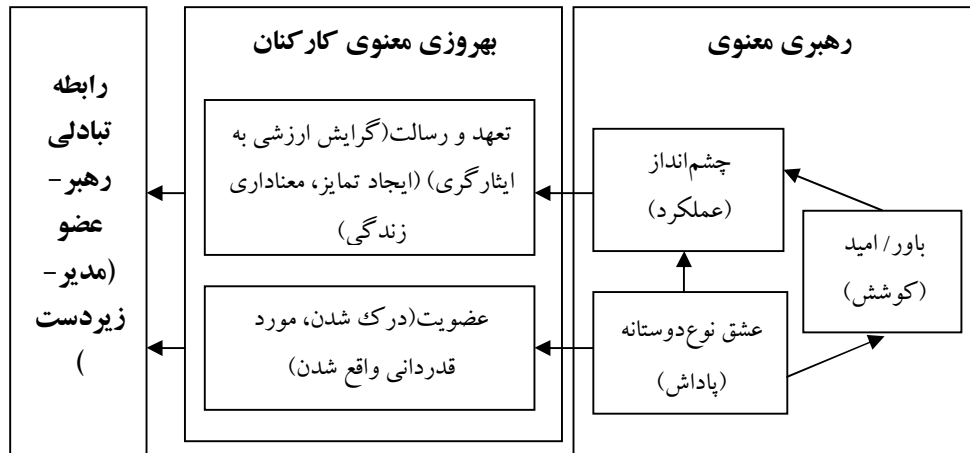 رهبری معنوی
چشم‌انداز
(عملکرد)
باور/ امید
(کوشش)
عشق نوع‌دوستانه
(پاداش)
بهروزی معنوی کارکنان
تعهد و رسالت(گرایش ارزشی به
ایثارگری) (ایجاد تمایز، معناداری
زندگی)
عضویت(درک شدن، مورد
قدردانی واقع شدن)
رابطه
تبادلی
رهبر-
عضو
(مدیر-
زیردست
)